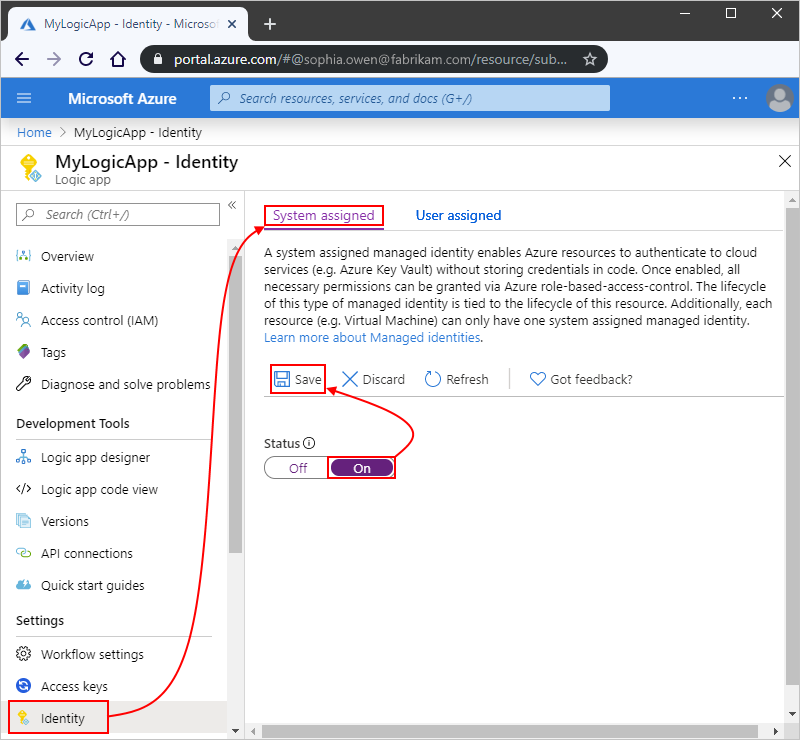 MyLogicApp - Identity - Microsof
portal.azure.com/#@sophia.owen@fabrikam.com/resource/sub...
Microsoft Azure
Search resources, services, and docs (G+/)
Home > MyLogicApp - Identity
MyLogicApp - Identity
Logic app
Search (Ctrl+/)
Overview
Activity log
Access control (IAM)
Tags
Diagnose and solve problems
Development Tools
Logic app designer
Logic app code view
Versions
API connections
Quick start guides
Settings
Workflow settings
Access keys
Identity
System assigned User assigned
A system assigned managed identity enables Azure resources to authenticate to cloud
services (e.g. Azure Key Vault) without storing credentials in code. Once enabled, all
necessary permissions can be granted via Azure role-based-access-control. The lifecycle
of this type of managed identity is tied to the lifecycle of this resource. Additionally, each
resource (e.g. Virtual Machine) can only have one system assigned managed identity.
Learn more about Managed identities.
Save Discard Refresh Got feedback?
Status
Off On